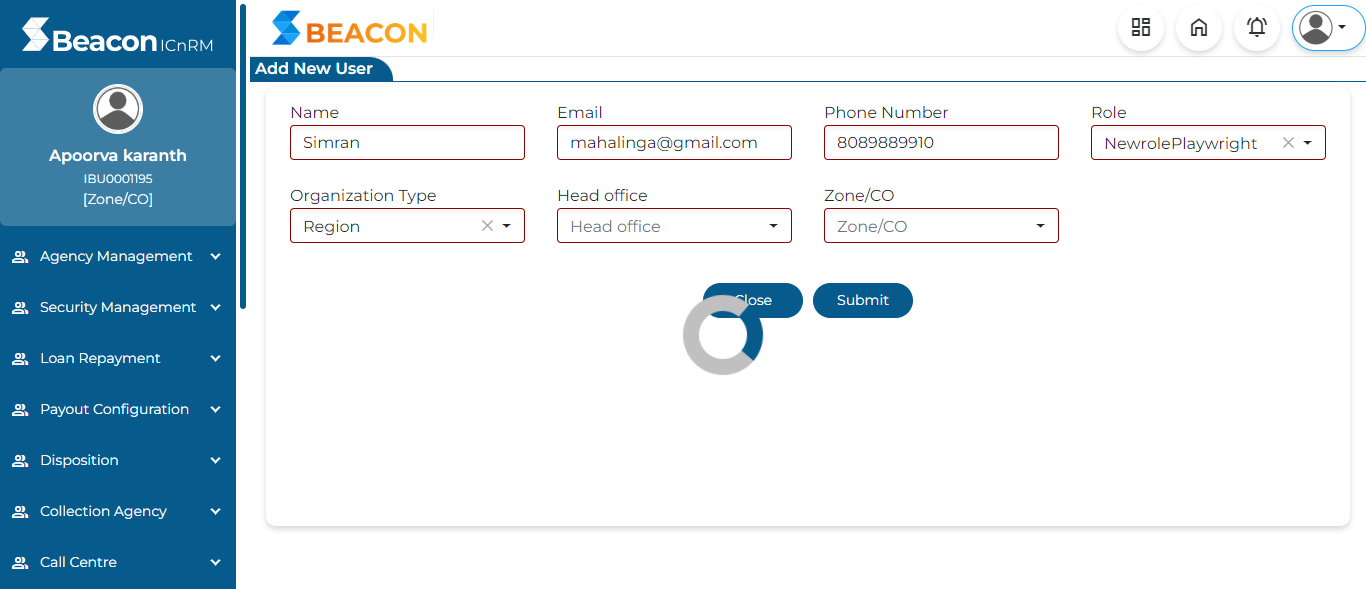 Beacon ICnRM
Apoorva karanth
IBU0001195
[Zone/CO]
Agency Management
Security Management
Loan Repayment
Payout Configuration
Disposition
Collection Agency
Call Centre
BEACON
Add New User
Name Email Phone Number Role
Simran mahalinga@gmail.com 8089889910 NewrolePlaywright
Organization Type Head office Zone/CO
Region Head office Zone/CO
Close Submit